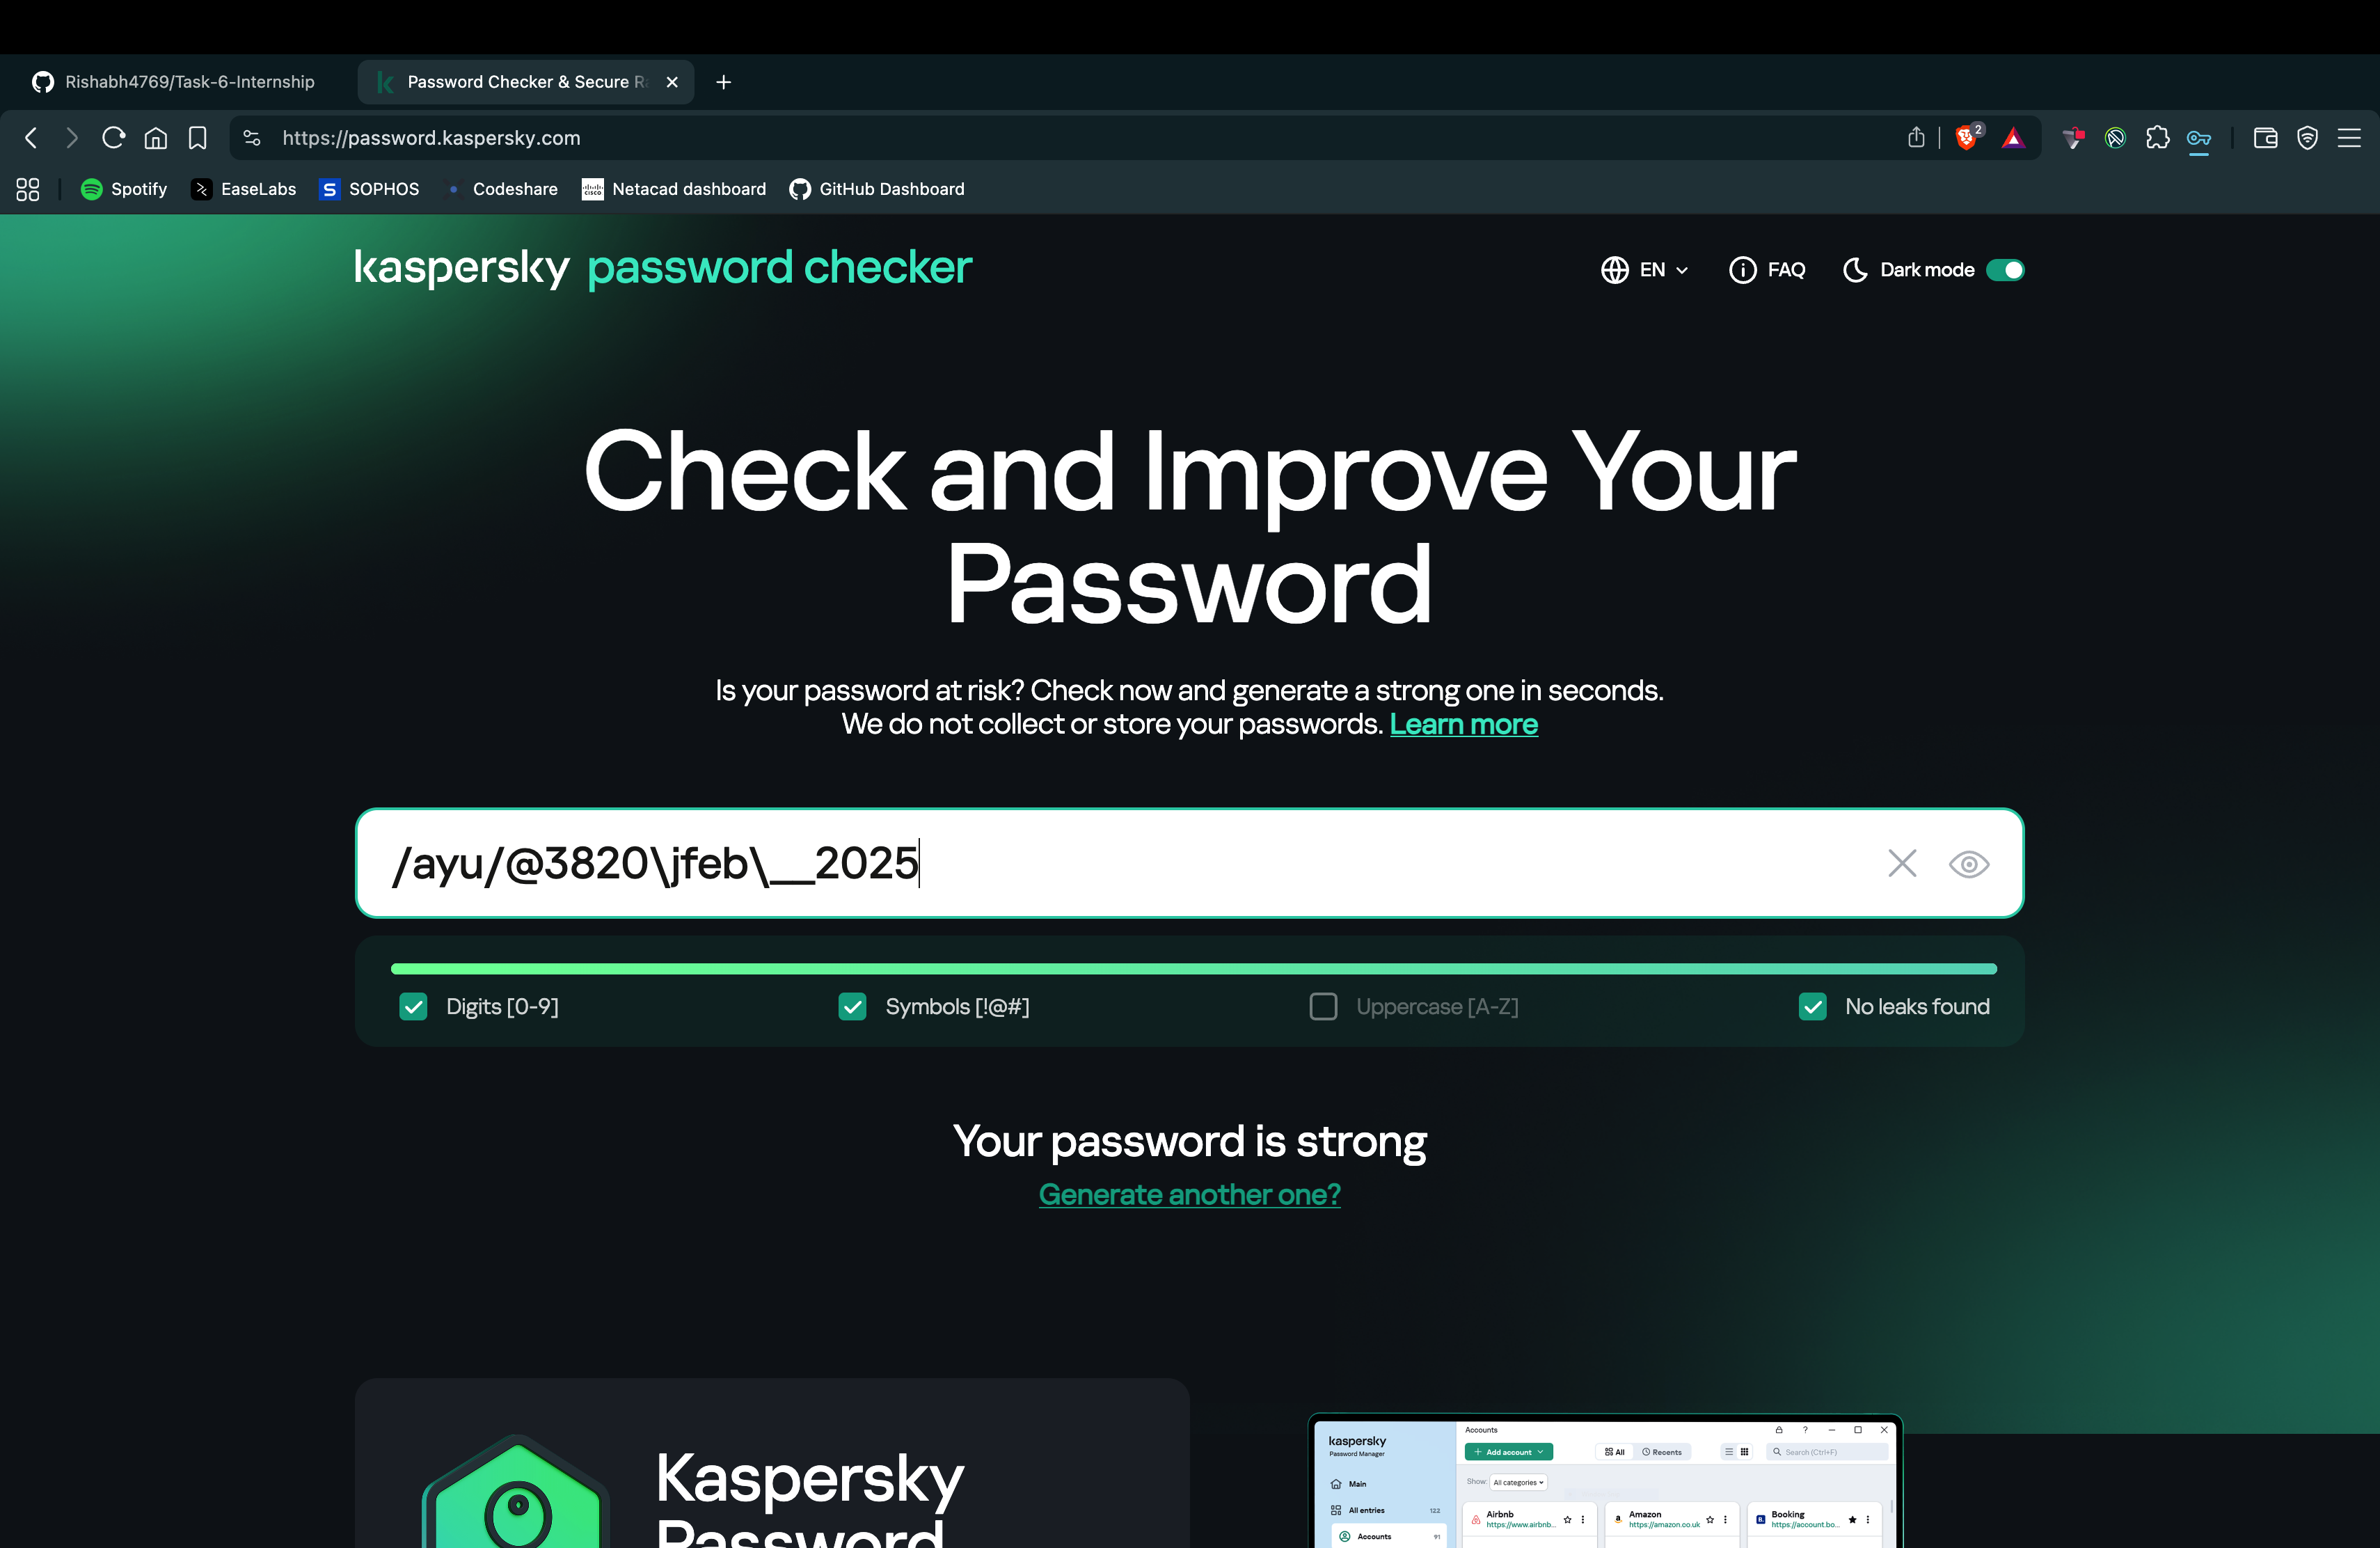 Rishabh4769/Task-6-Internship
Password Checker & Secure Ra
https://password.kaspersky.com
2
Spotify
EaseLabs
SOPHOS
Codeshare
Netacad dashboard
GitHub Dashboard
kaspersky password checker
EN
FAQ
Dark mode
Check and Improve Your
Password
Is your password at risk? Check now and generate a strong one in seconds.
We do not collect or store your passwords. Learn more
/ayu/@3820\jfeb\__2025
Digits [0-9]
Symbols [!@#]
Uppercase [A-Z]
No leaks found
Your password is strong
Generate another one?
Kaspersky
Password
kaspersky
Password Manager
Main
All entries 122
Accounts 91
Accounts
Add account
All
Recents
Search (Ctrl+F)
Show: All categories
Airbnb
https://www.airbnb...
Amazon
https://amazon.co.uk
Booking
https://account.bo...